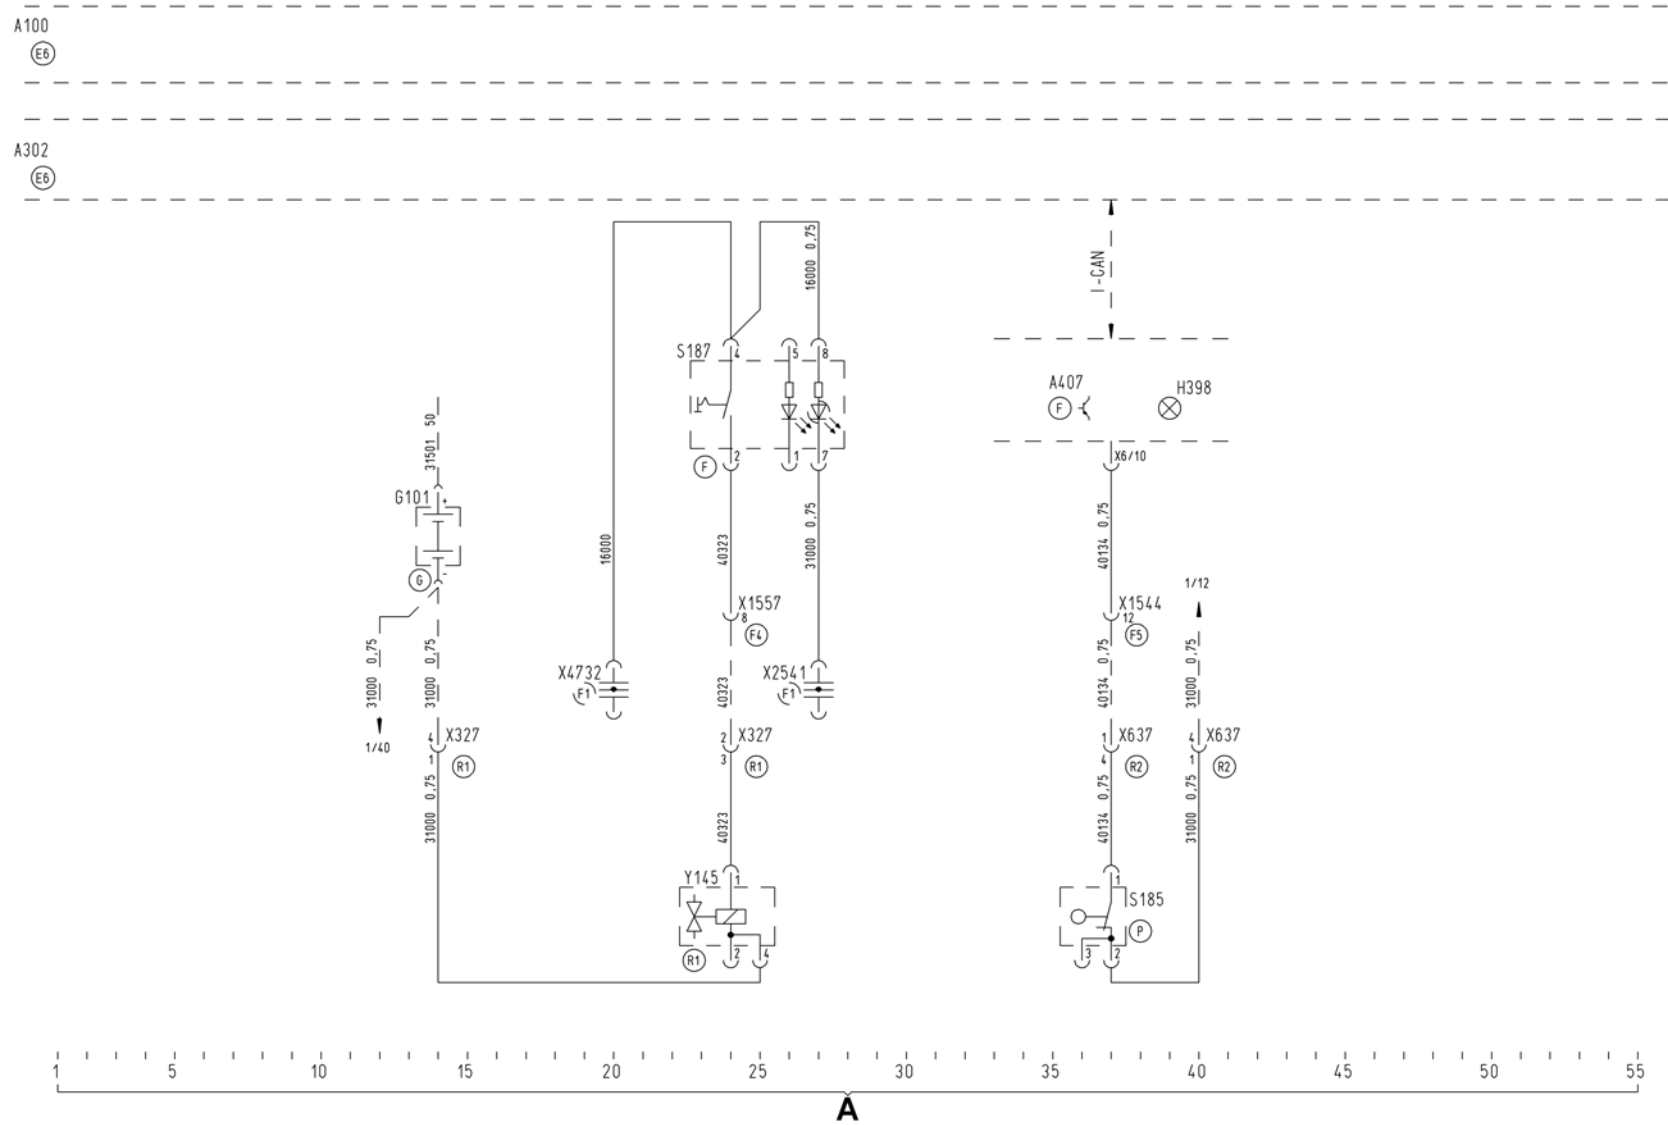 A100
E6
A302
E6
16000 0,75
I-CAN
S187
4
5
8
A407
F
H398
31501 50
F
2
1
7
X6/10
G101
+
G
-
16000
40323
31000 0,75
40134 0,75
1/12
X1557
8
F4
X1544
12
F5
31000 0,75
31000 0,75
X4732
F1
40323
X2541
F1
40134 0,75
31000 0,75
1/40
4
X327
1
R1
2
X327
3
R1
1
X637
4
R2
4
X637
1
R2
31000 0,75
40323
40134 0,75
31000 0,75
Y145
1
R1
2
4
1
S185
P
3
2
1 5 10 15 20 25 30 35 40 45 50 55
A